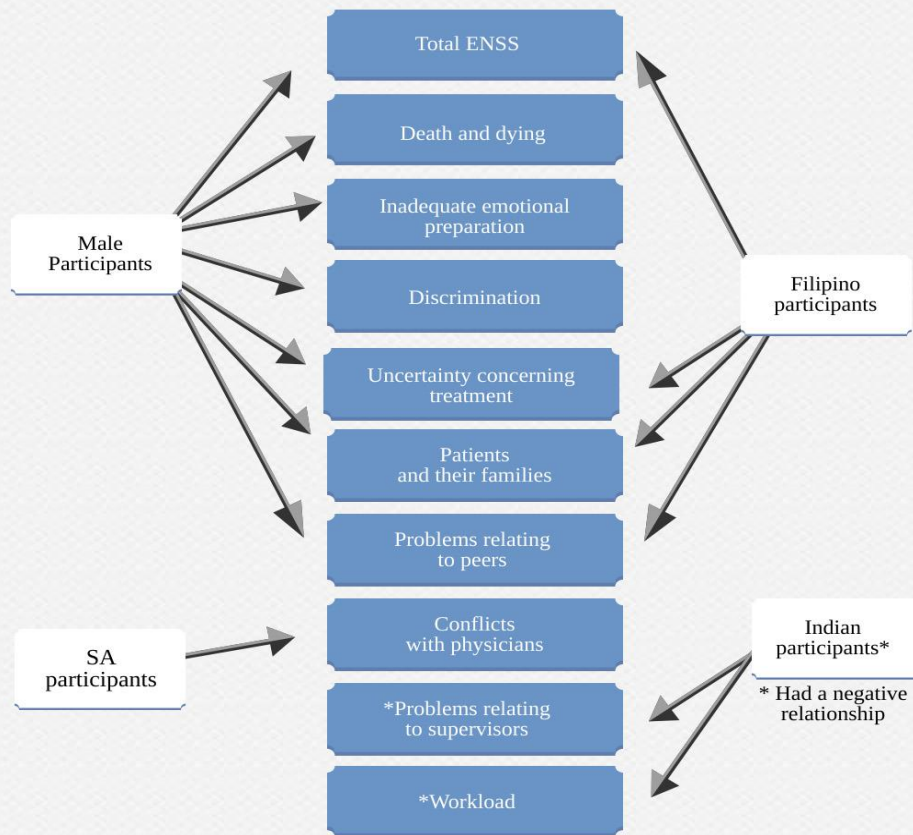 Total ENSS
Death and dying
Inadequate emotional
preparation
Male
Participants
Discrimination
Filipino
participants
Uncertainty concerning
treatment
Patients
and their families
Problems relating
to peers
Conflicts
with physicians
SA
participants
Indian
participants*
* Had a negative
relationship
*Problems relating
to supervisors
*Workload